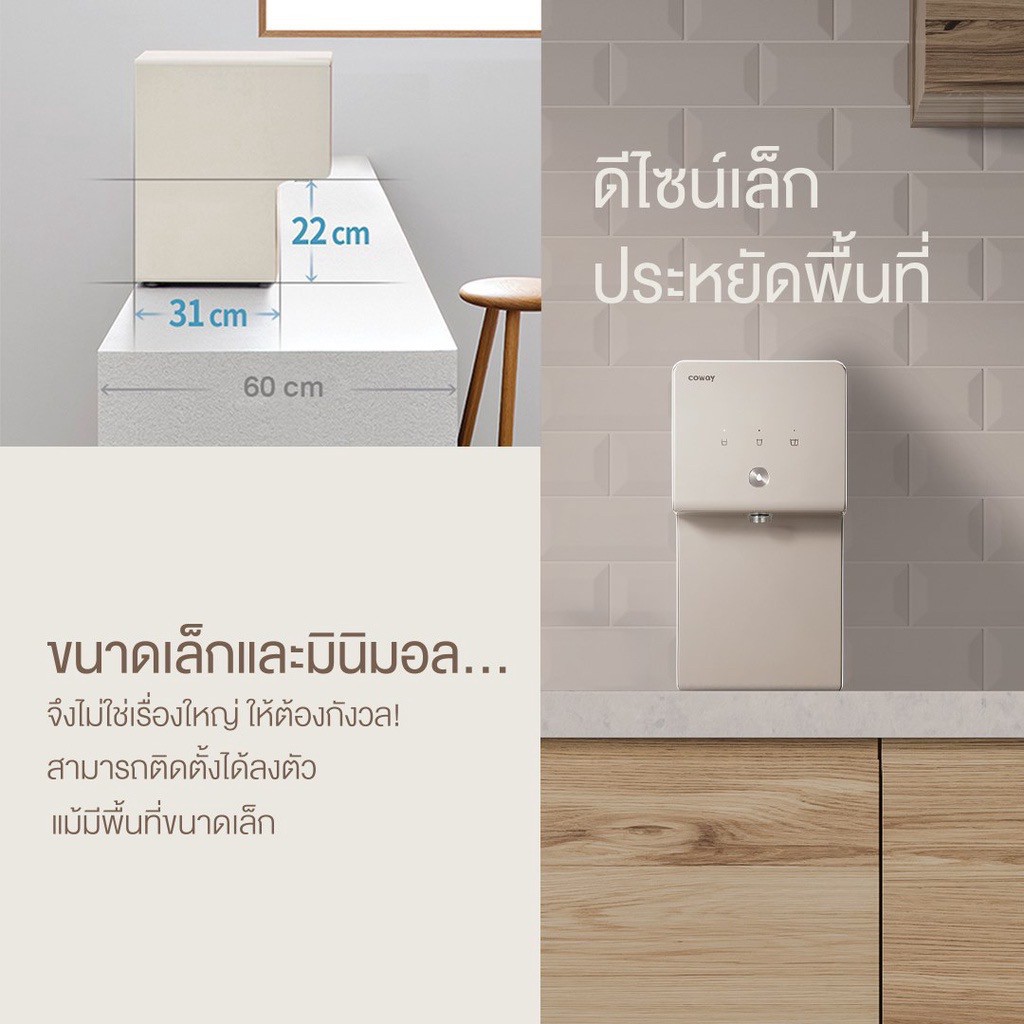 22 cm
31 cm
60 cm
ดีไซน์เล็ก
ประหยัดพื้นที่
coway
ขนาดเล็กและมินิมอล...
จึงไม่ใช่เรื่องใหญ่ ให้ต้องกังวล!
สามารถติดตั้งได้ลงตัว
แม้มีพื้นที่ขนาดเล็ก